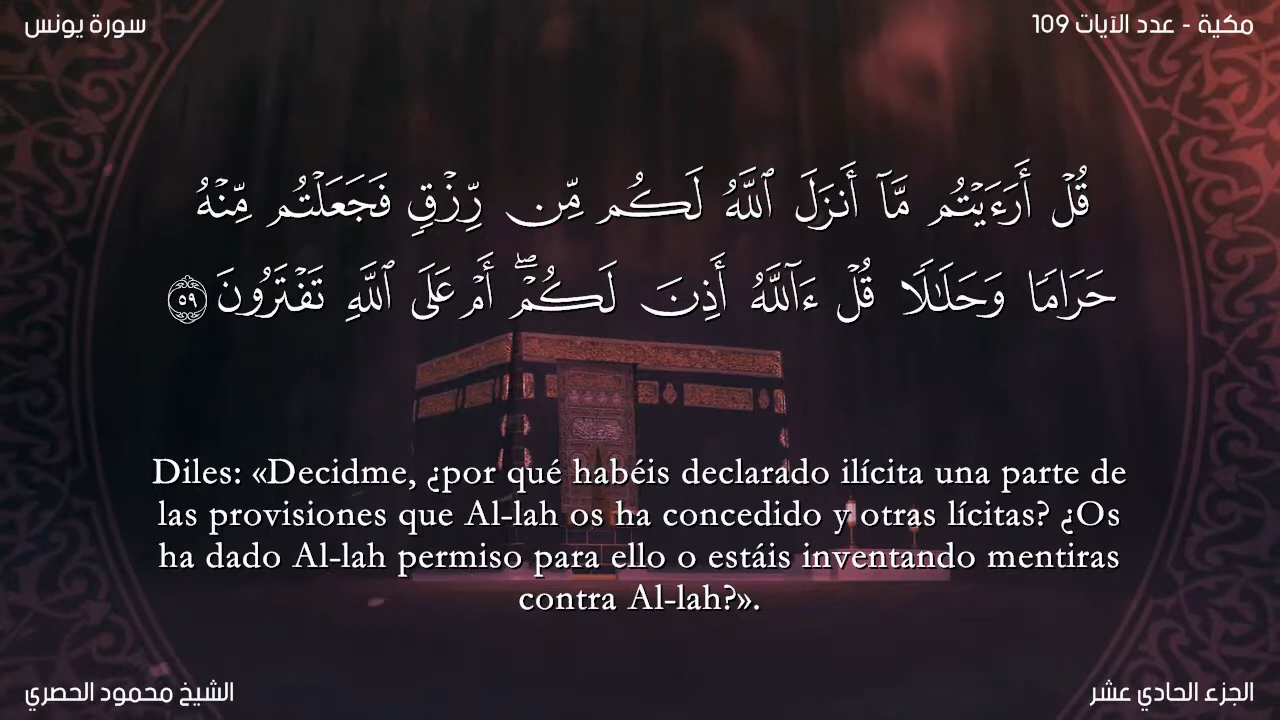 سورة يونس
مكية - عدد الآيات 109
قُلْ أَرَءَيْتُم مَّآ أَنزَلَ ٱللَّهُ لَكُم مِّن رِّزْقٍ فَجَعَلْتُم مِّنْهُ
حَرَامًا وَحَلَـٰلًا قُلْ ءَآللَّهُ أَذِنَ لَكُمْ ۖ أَمْ عَلَى ٱللَّهِ تَفْتَرُونَ ٥٩
Diles: «Decidme, ¿por qué habéis declarado ilícita una parte de
las provisiones que Al-lah os ha concedido y otras lícitas? ¿Os
ha dado Al-lah permiso para ello o estáis inventando mentiras
contra Al-lah?».
الشيخ محمود الحصري
الجزء الحادي عشر